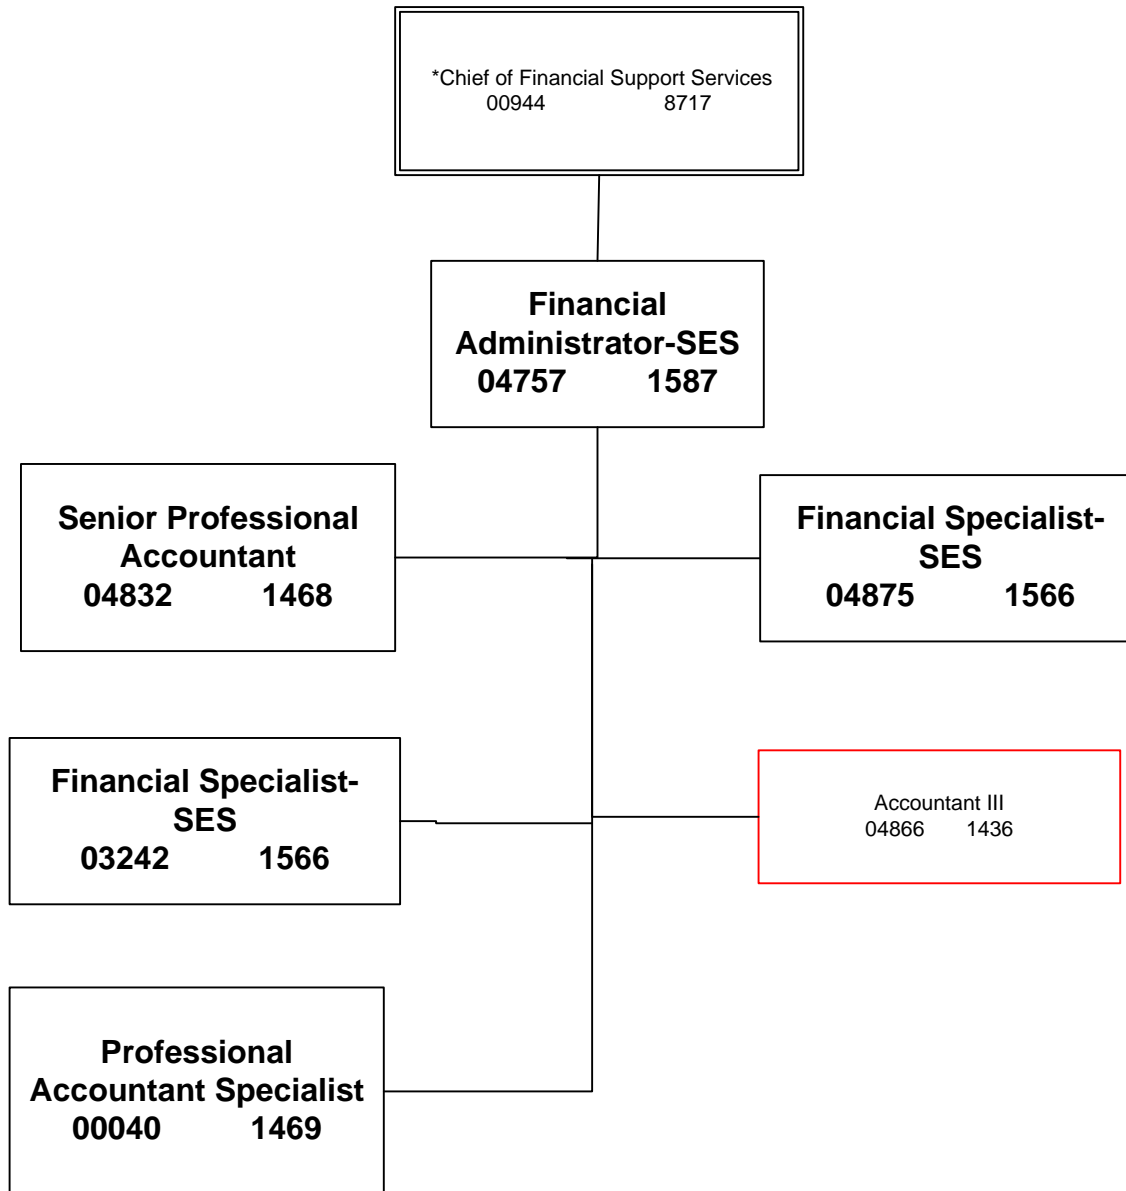 *Chief of Financial Support Services
00944 8717
Financial
Administrator-SES
04757 1587
Senior Professional
Accountant
04832 1468
Financial Specialist-
SES
04875 1566
Financial Specialist-
SES
03242 1566
Accountant III
04866 1436
Professional
Accountant Specialist
00040 1469